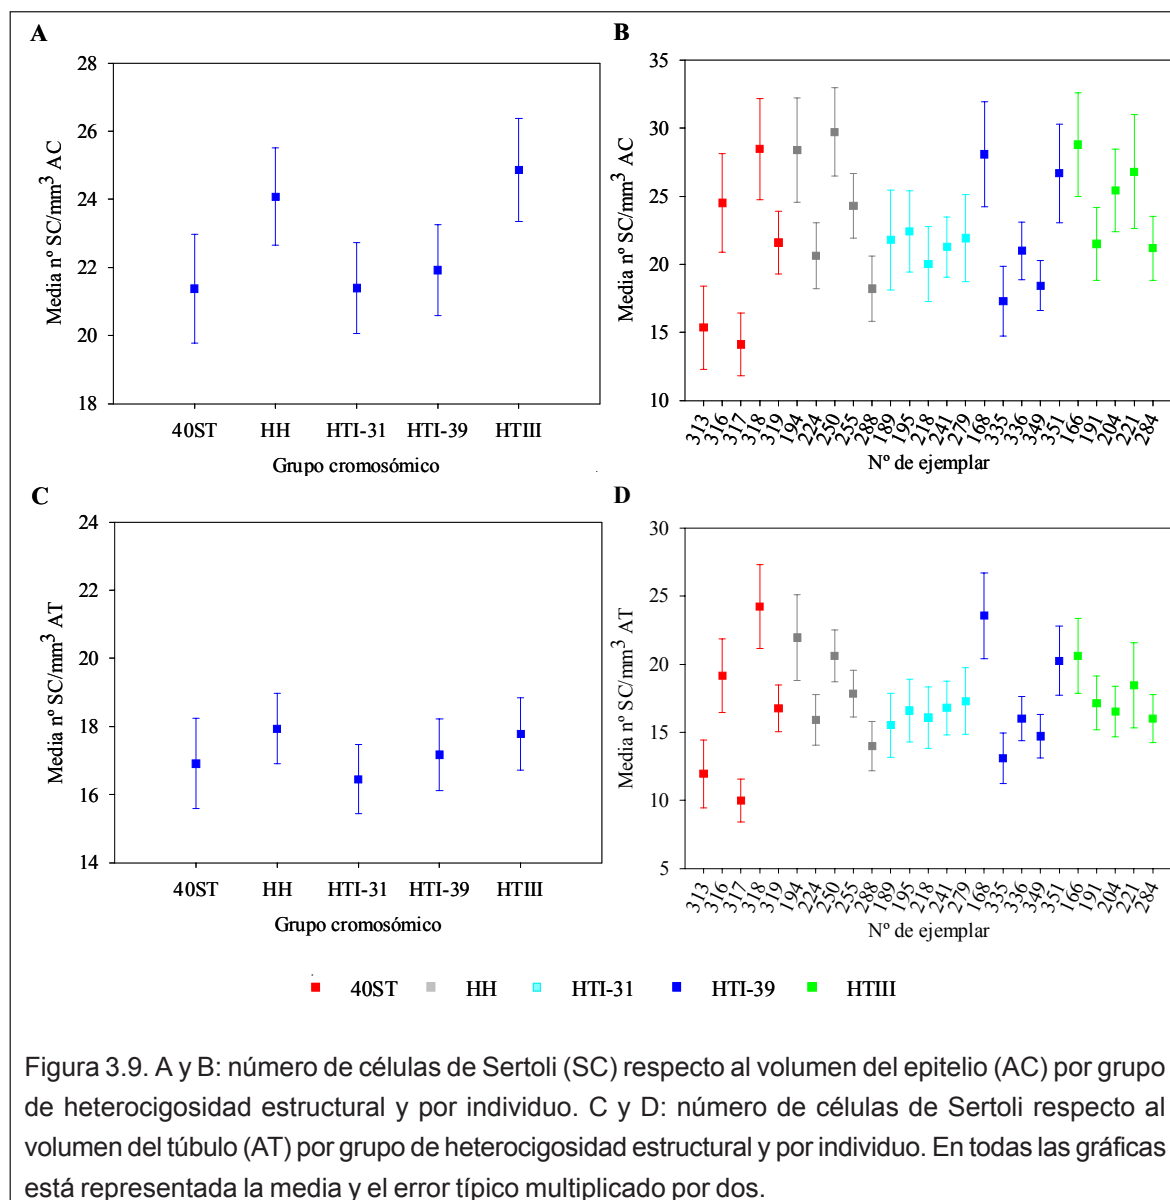 A
28
26
24
22
20
18
Media nº SC/mm³ AC
40ST HH HTI-31 HTI-39 HTIII
Grupo cromosómico
B
35
30
25
20
15
10
Media nº SC/mm³ AC
313 316 317 318 319 194 224 250 255 288 189 195 218 241 279 168 335 336 349 351 166 191 204 221 284
Nº de ejemplar
C
24
22
20
18
16
14
Media nº SC/mm³ AT
40ST HH HTI-31 HTI-39 HTIII
Grupo cromosómico
D
30
25
20
15
10
5
Media nº SC/mm³ AT
313 316 317 318 319 194 224 250 255 288 189 195 218 241 279 168 335 336 349 351 166 191 204 221 284
Nº de ejemplar
40ST HH HTI-31 HTI-39 HTIII
Figura 3.9. A y B: número de células de Sertoli (SC) respecto al volumen del epitelio (AC) por grupo
de heterocigosidad estructural y por individuo. C y D: número de células de Sertoli respecto al
volumen del túbulo (AT) por grupo de heterocigosidad estructural y por individuo. En todas las gráficas
está representada la media y el error típico multiplicado por dos.